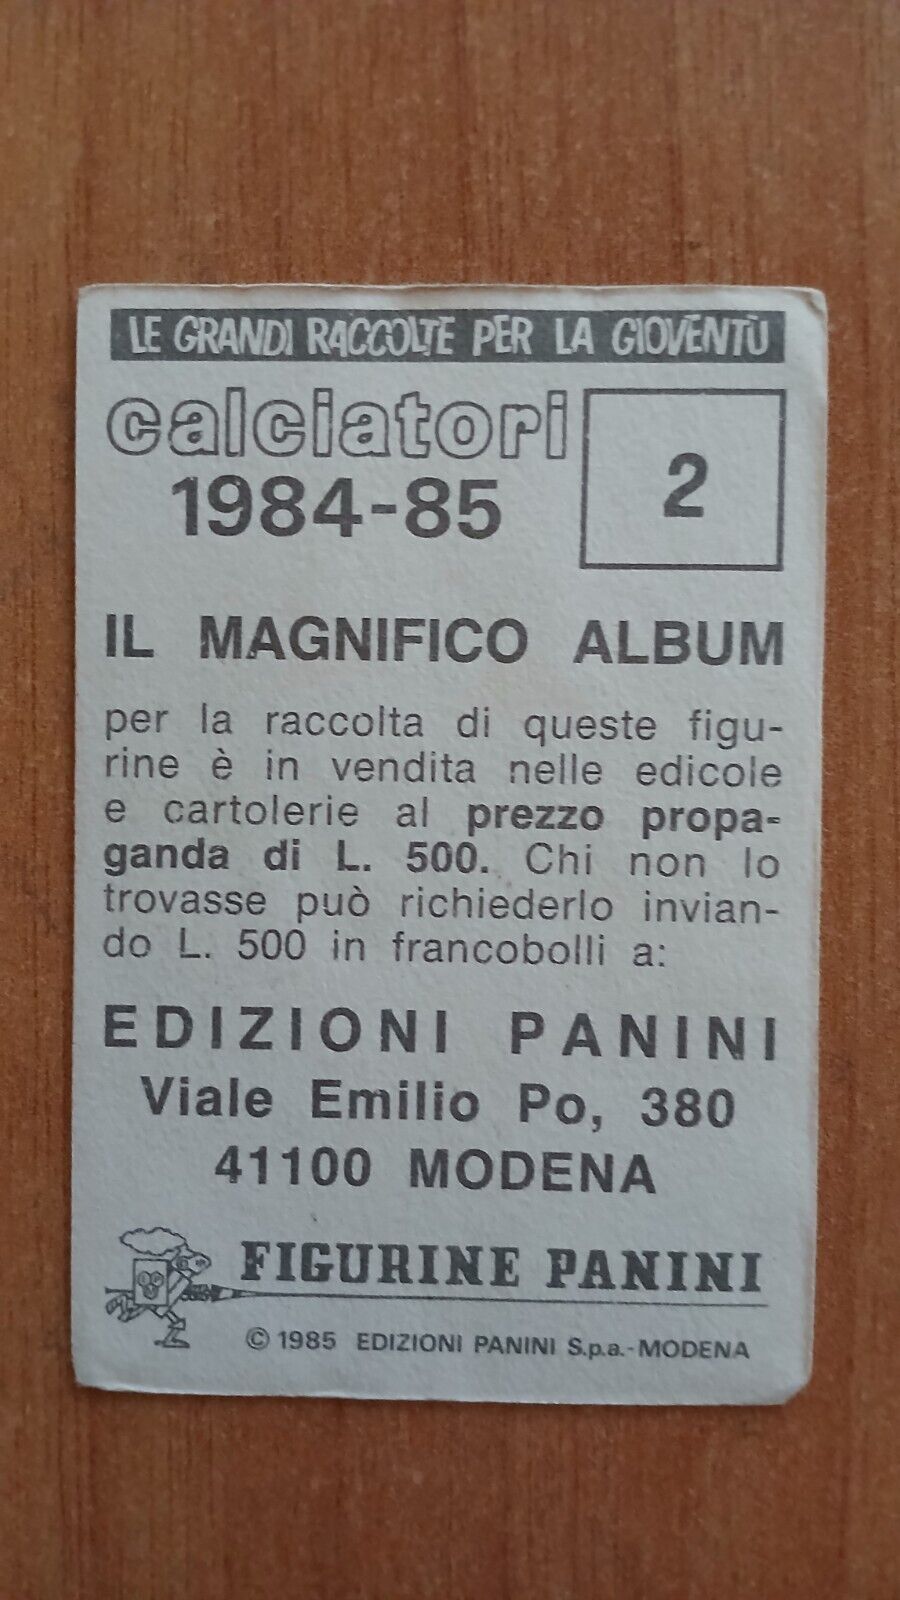 LE GRANDI RACCOLTE PER LA GIOVENTÙ
calciatori
1984-85
2
IL MAGNIFICO ALBUM
per la raccolta di queste figu-
rine è in vendita nelle edicole
e cartolerie al prezzo propa-
ganda di L. 500. Chi non lo
trovasse può richiederlo invian-
do L. 500 in francobolli a:
EDIZIONI PANINI
Viale Emilio Po, 380
41100 MODENA
FIGURINE PANINI
© 1985 EDIZIONI PANINI S.p.a.-MODENA